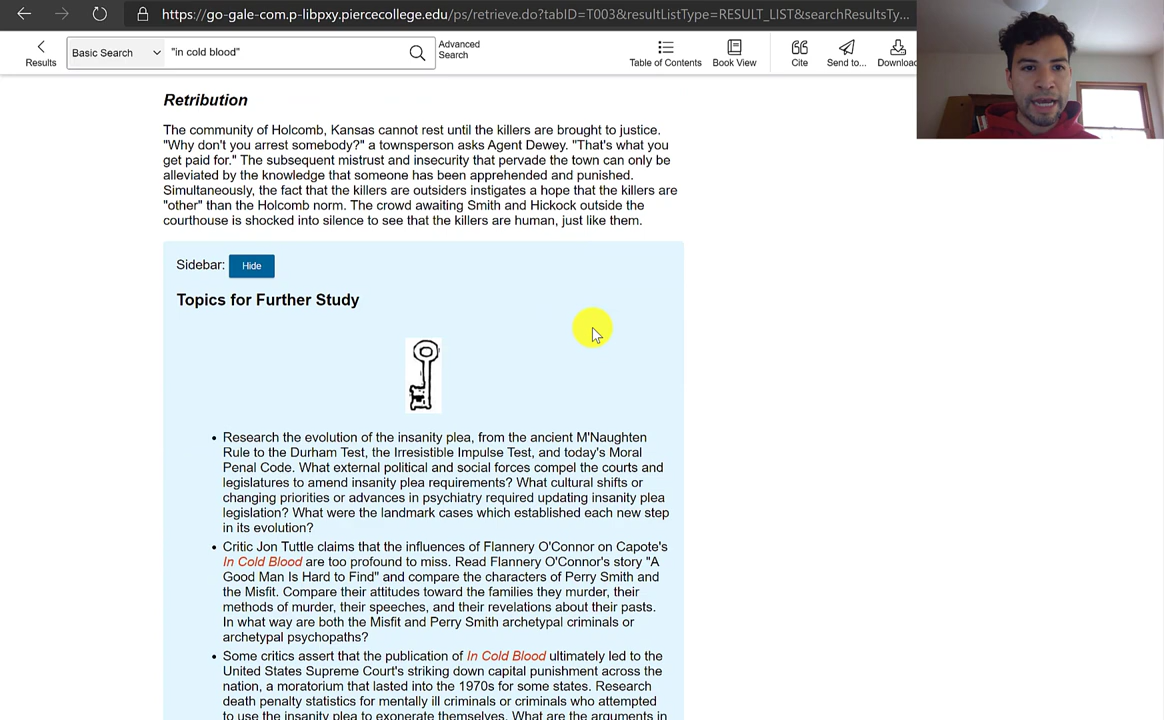 https://go-gale-com.p-libpxy.piercecollege.edu/ps/retrieve.do?tabID=T003&resultListType=RESULT_LIST&searchResultsTy...
Results
Basic Search
"in cold blood"
Advanced
Search
Table of Contents
Book View
Cite
Send to...
Download
Retribution
The community of Holcomb, Kansas cannot rest until the killers are brought to justice.
"Why don't you arrest somebody?" a townsperson asks Agent Dewey. "That's what you
get paid for." The subsequent mistrust and insecurity that pervade the town can only be
alleviated by the knowledge that someone has been apprehended and punished.
Simultaneously, the fact that the killers are outsiders instigates a hope that the killers are
"other" than the Holcomb norm. The crowd awaiting Smith and Hickock outside the
courthouse is shocked into silence to see that the killers are human, just like them.
Sidebar: Hide
Topics for Further Study
• Research the evolution of the insanity plea, from the ancient M'Naughten
Rule to the Durham Test, the Irresistible Impulse Test, and today's Moral
Penal Code. What external political and social forces compel the courts and
legislatures to amend insanity plea requirements? What cultural shifts or
changing priorities or advances in psychiatry required updating insanity plea
legislation? What were the landmark cases which established each new step
in its evolution?
• Critic Jon Tuttle claims that the influences of Flannery O'Connor on Capote's
In Cold Blood are too profound to miss. Read Flannery O'Connor's story "A
Good Man Is Hard to Find" and compare the characters of Perry Smith and
the Misfit. Compare their attitudes toward the families they murder, their
methods of murder, their speeches, and their revelations about their pasts.
In what way are both the Misfit and Perry Smith archetypal criminals or
archetypal psychopaths?
• Some critics assert that the publication of In Cold Blood ultimately led to the
United States Supreme Court's striking down capital punishment across the
nation, a moratorium that lasted into the 1970s for some states. Research
death penalty statistics for mentally ill criminals or criminals who attempted
to use the insanity plea to exonerate themselves. What are the arguments in